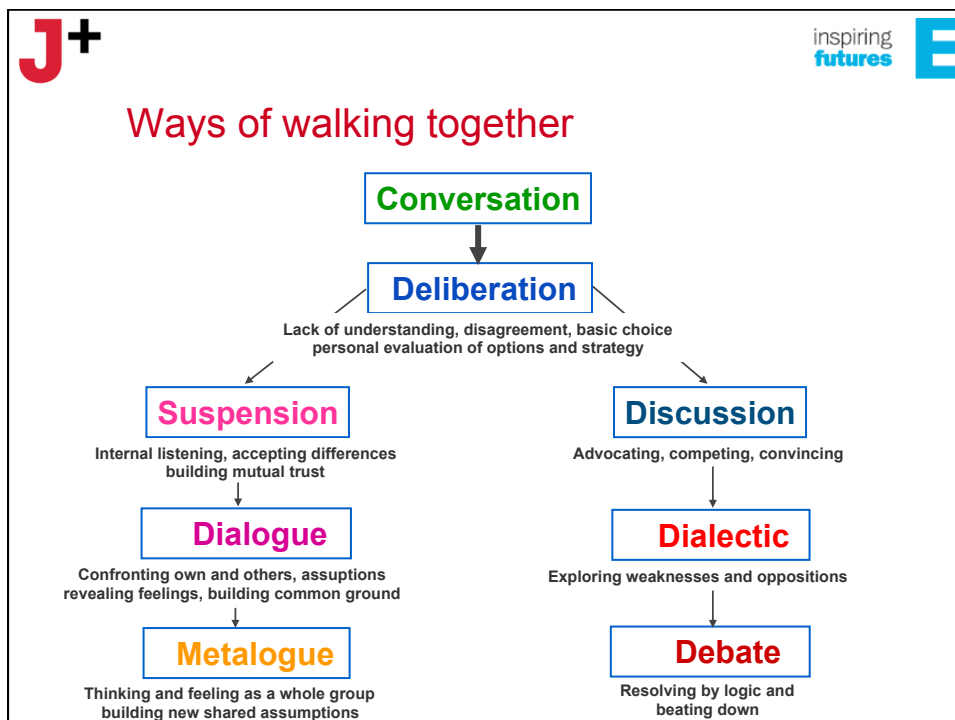 J+
inspiring
futures
E
Ways of walking together
Conversation
Deliberation
Lack of understanding, disagreement, basic choice
personal evaluation of options and strategy
Suspension
Internal listening, accepting differences
building mutual trust
Dialogue
Confronting own and others, assuptions
revealing feelings, building common ground
Metalogue
Thinking and feeling as a whole group
building new shared assumptions
Discussion
Advocating, competing, convincing
Dialectic
Exploring weaknesses and oppositions
Debate
Resolving by logic and
beating down